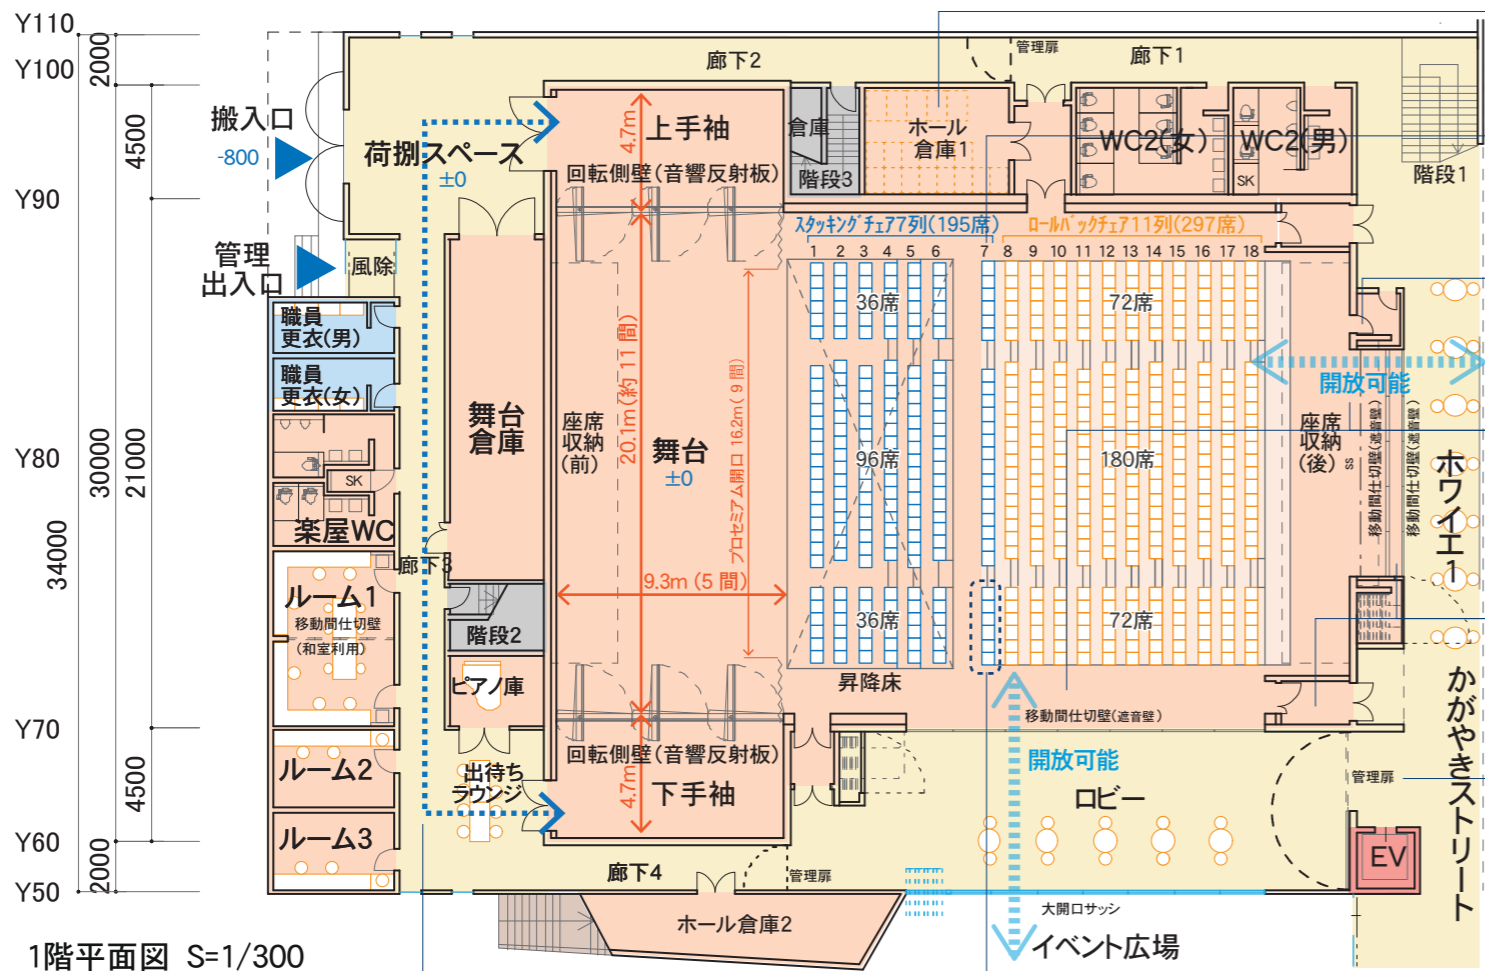 Y110
2000
Y100
4500
Y90
Y80
30000
21000
34000
Y70
4500
Y60
2000
Y50
搬入口
-800
管理
出入口
風除
荷捌スペース
±0
廊下2
管理扉
廊下1
上手袖
4.7m
回転側壁(音響反射板)
倉庫
階段3
ホール
倉庫1
WC2(女)
WC2(男)
SK
階段1
スタッキングチェア7列(195席)
ロールバックチェア11列(297席)
1 2 3 4 5 6 7 8 9 10 11 12 13 14 15 16 17 18
36席
72席
職員
更衣(男)
職員
更衣(女)
SK
楽屋WC
廊下3
舞台
倉庫
座席
収納
(前)
20.1m(約11間)
舞台
±0
プロセミアム開口 16.2m(9間)
96席
180席
開放可能
座席
収納
(後)
SS
移動間仕切壁(遮音壁)
移動間仕切壁(遮音壁)
ホワイエ1
9.3m(5間)
36席
72席
ルーム1
移動間仕切壁
(和室利用)
階段2
ピアノ庫
昇降床
移動間仕切壁(遮音壁)
かがやきストリート
ルーム2
出待ち
ラウンジ
回転側壁(音響反射板)
4.7m
下手袖
開放可能
ロビー
管理扉
ルーム3
EV
廊下4
管理扉
ホール倉庫2
大開口サッシ
イベント広場
1階平面図 S=1/300